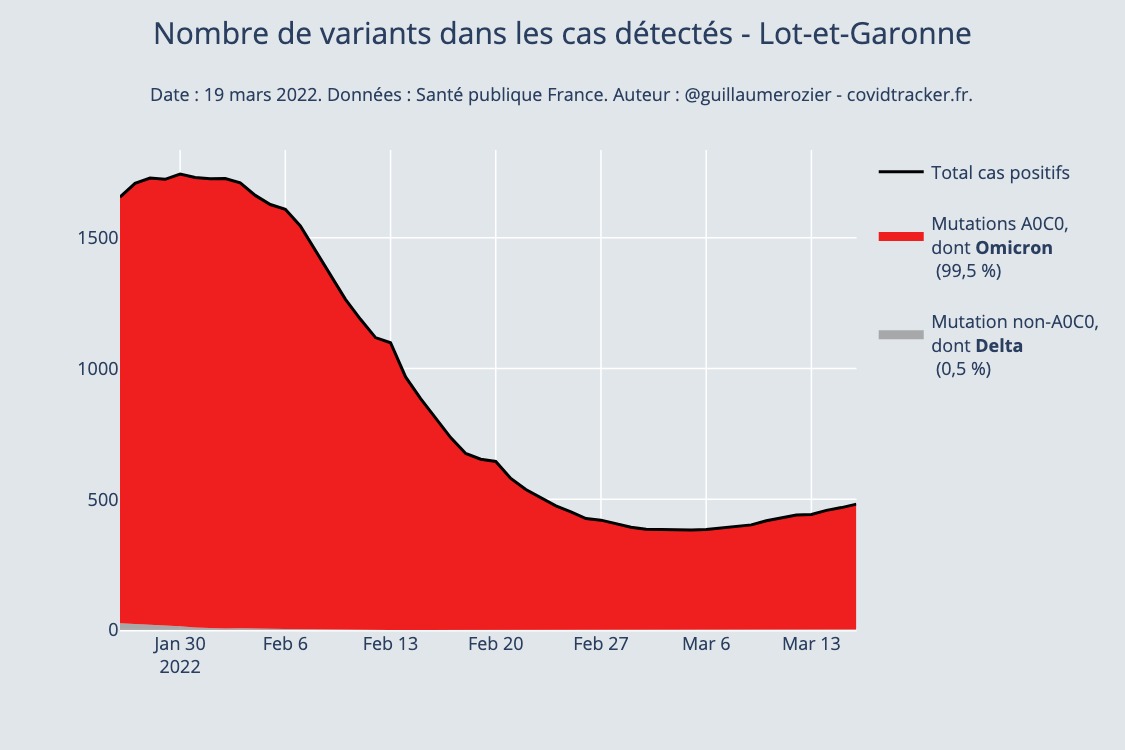 Nombre de variants dans les cas détectés - Lot-et-Garonne
Date : 19 mars 2022. Données : Santé publique France. Auteur : @guillaumerozier - covidtracker.fr.
Total cas positifs
Mutations A0C0,
dont Omicron
(99,5 %)
Mutation non-A0C0,
dont Delta
(0,5 %)
1500
1000
500
0
Jan 30 Feb 6 Feb 13 Feb 20 Feb 27 Mar 6 Mar 13
2022